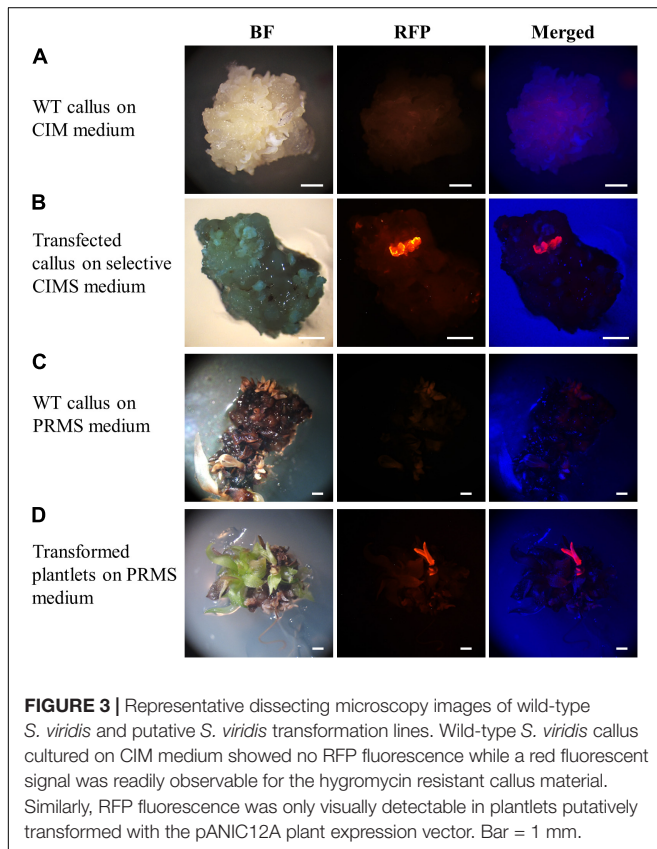 BF RFP Merged
A
WT callus on
CIM medium
B
Transfected
callus on selective
CIMS medium
C
WT callus on
PRMS medium
D
Transformed
plantlets on PRMS
medium
FIGURE 3 | Representative dissecting microscopy images of wild-type
S. viridis and putative S. viridis transformation lines. Wild-type S. viridis callus
cultured on CIM medium showed no RFP fluorescence while a red fluorescent
signal was readily observable for the hygromycin resistant callus material.
Similarly, RFP fluorescence was only visually detectable in plantlets putatively
transformed with the pANIC12A plant expression vector. Bar = 1 mm.